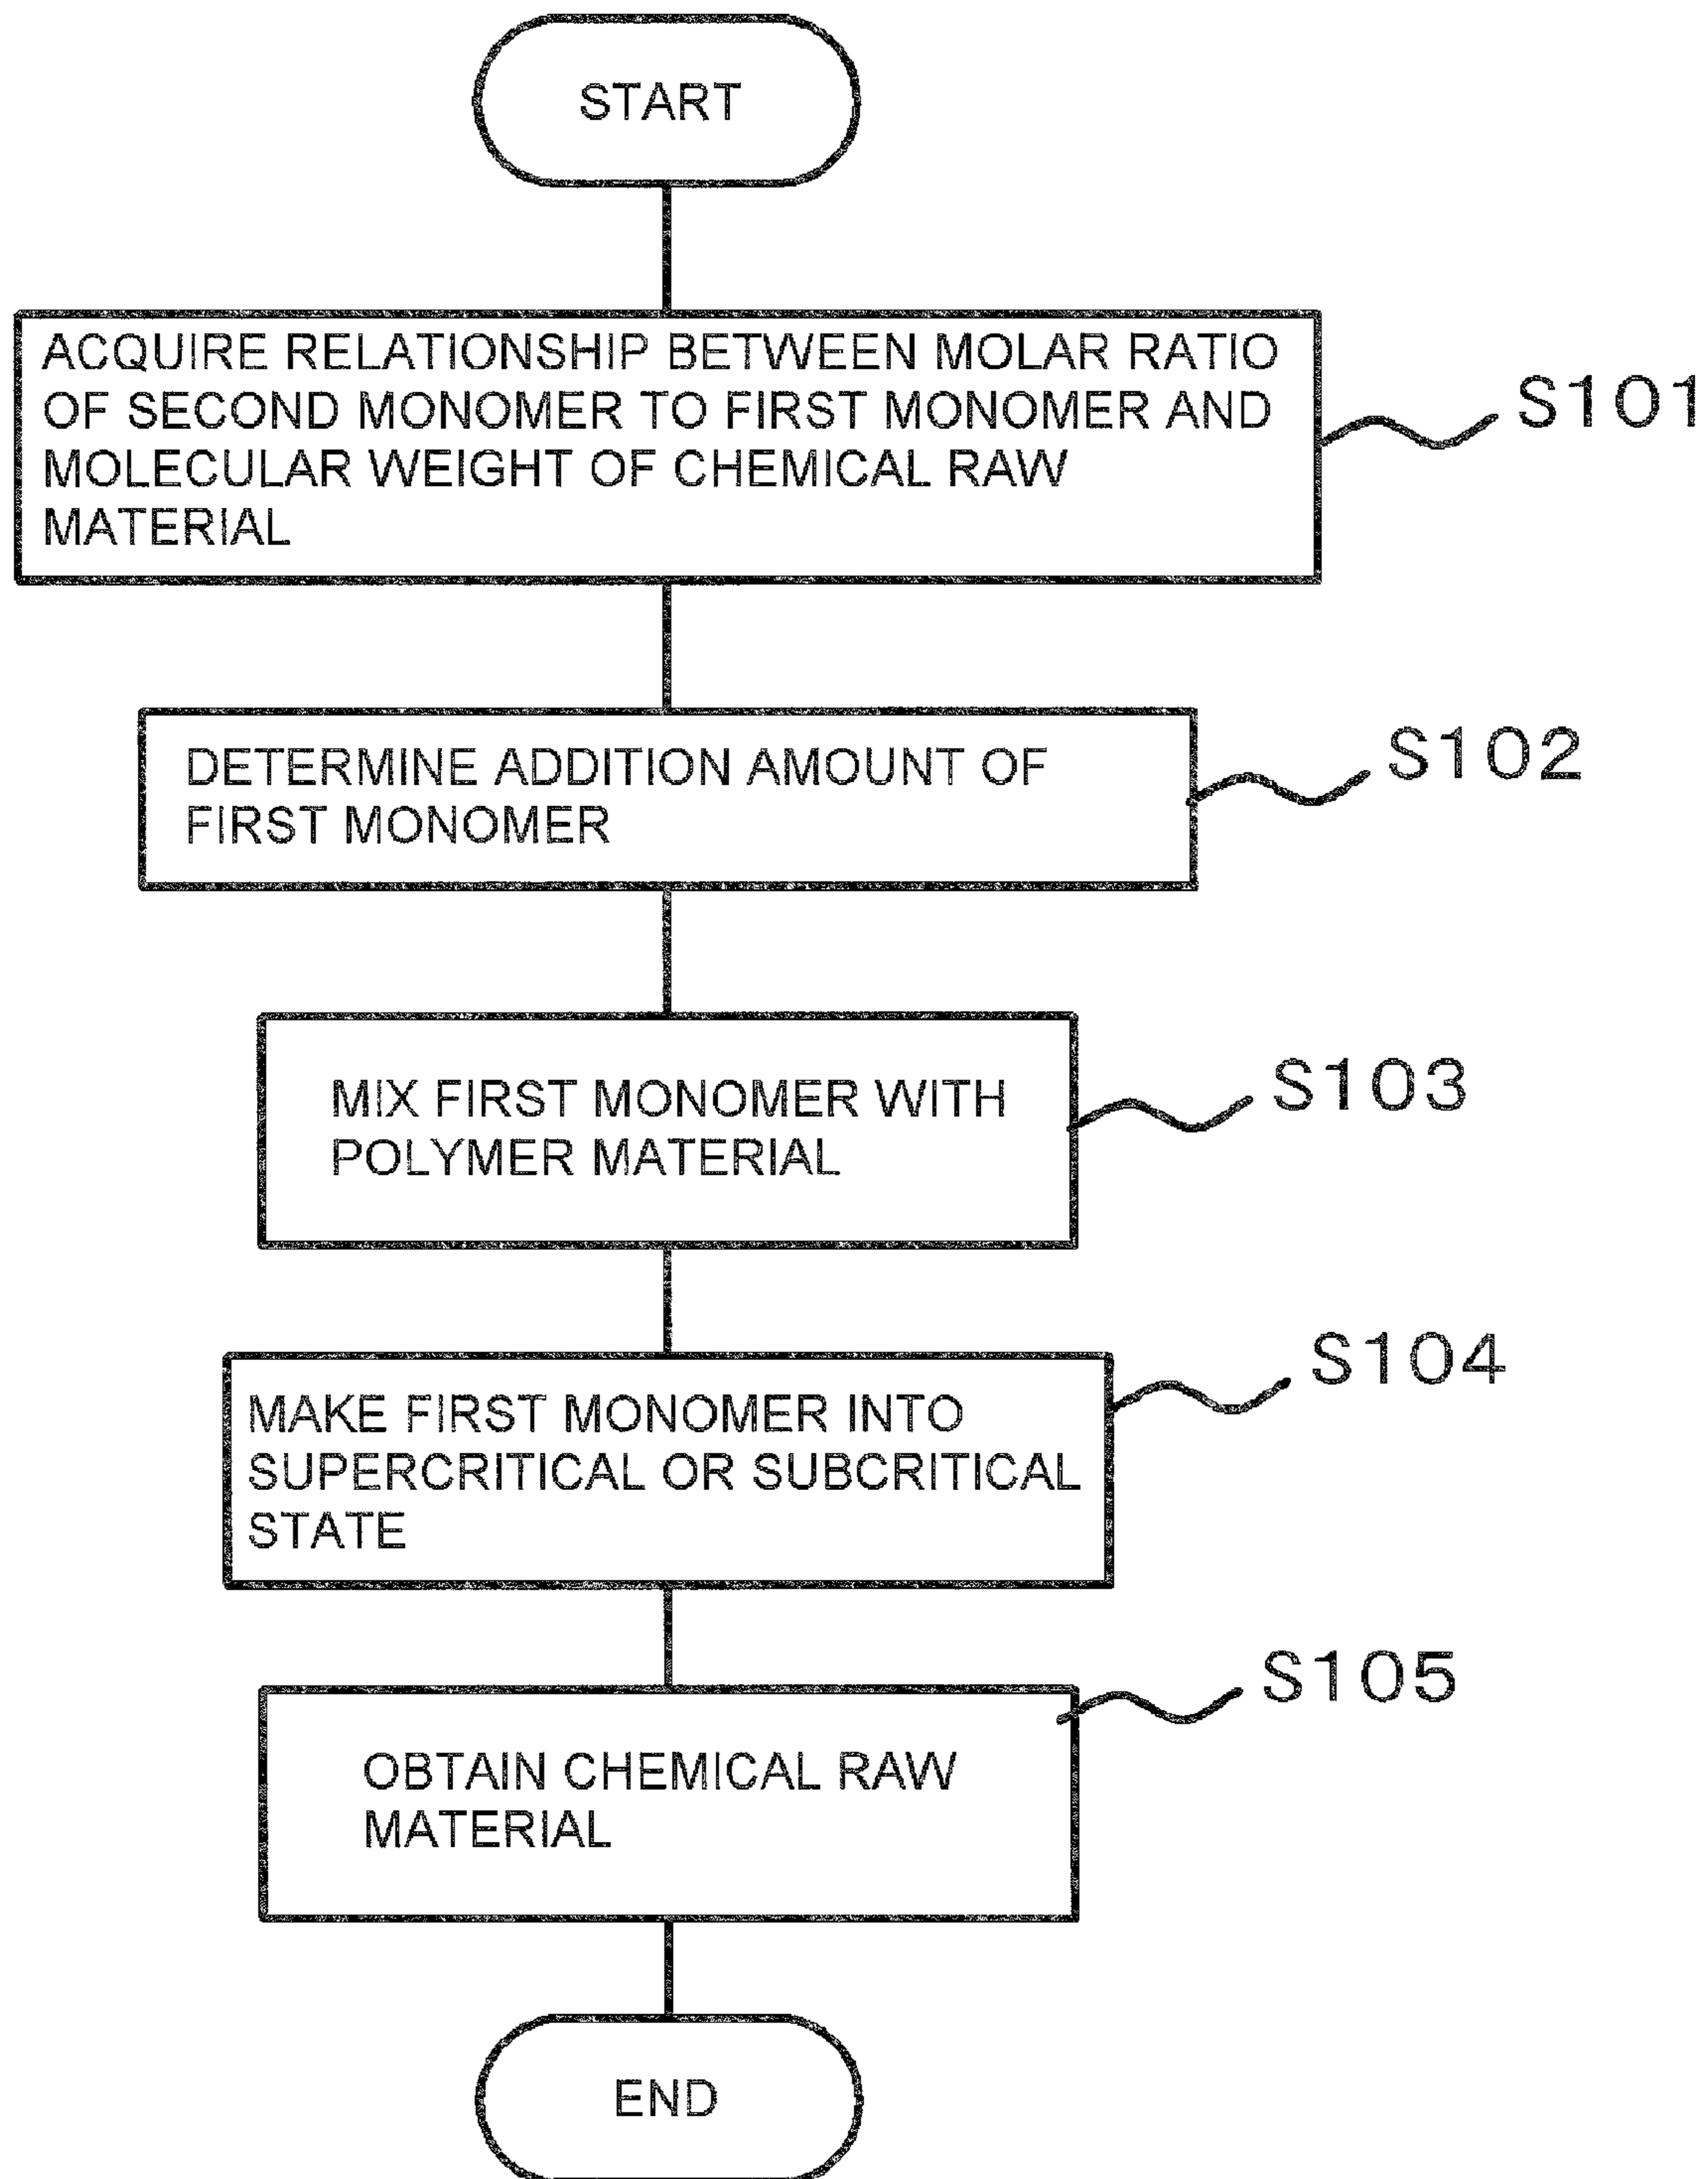 START
ACQUIRE RELATIONSHIP BETWEEN MOLAR RATIO
OF SECOND MONOMER TO FIRST MONOMER AND
MOLECULAR WEIGHT OF CHEMICAL RAW
MATERIAL
S101
DETERMINE ADDITION AMOUNT OF
FIRST MONOMER
S102
MIX FIRST MONOMER WITH
POLYMER MATERIAL
S103
MAKE FIRST MONOMER INTO
SUPERCRITICAL OR SUBCRITICAL
STATE
S104
OBTAIN CHEMICAL RAW
MATERIAL
S105
END